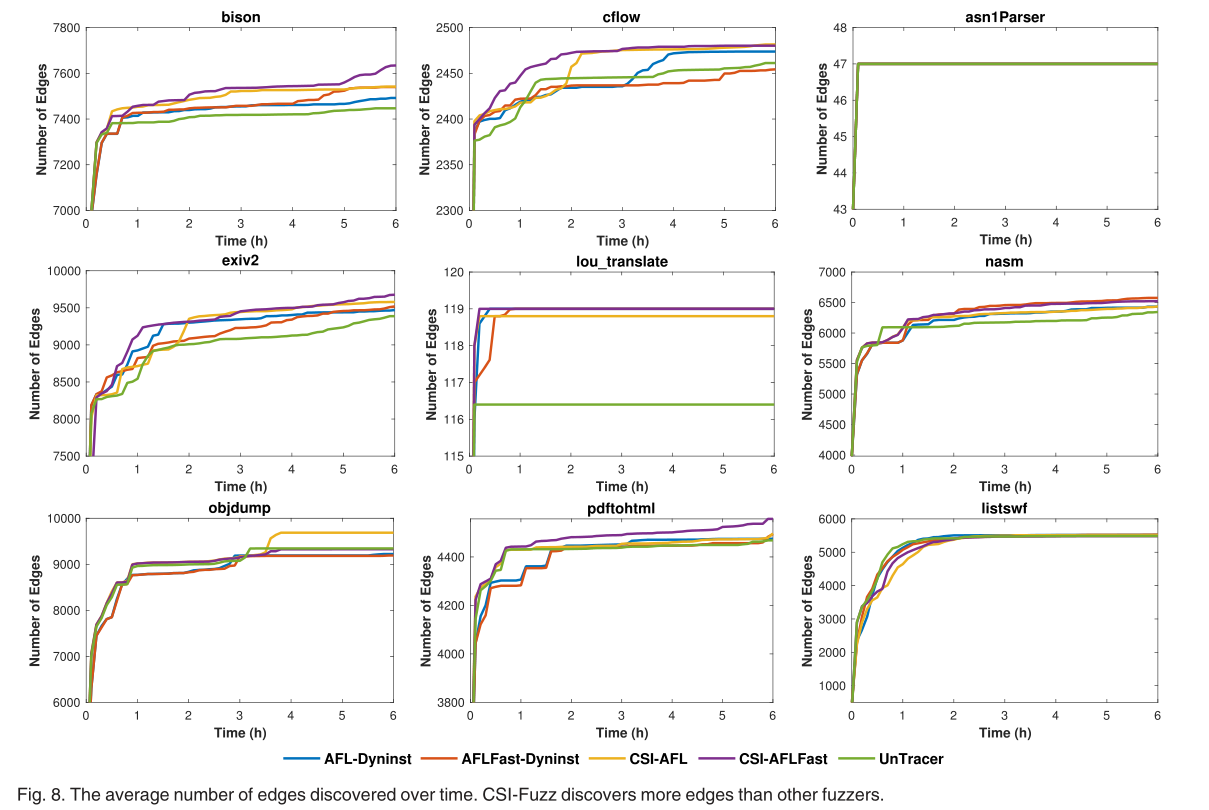 bison
7800
7600
7400
7200
7000
Number of Edges
0 1 2 3 4 5 6
Time (h)
cflow
2500
2450
2400
2350
2300
Number of Edges
0 1 2 3 4 5 6
Time (h)
asn1Parser
48
47
46
45
44
43
Number of Edges
0 1 2 3 4 5 6
Time (h)
exiv2
10000
9500
9000
8500
8000
7500
Number of Edges
0 1 2 3 4 5 6
Time (h)
lou_translate
120
119
118
117
116
115
Number of Edges
0 1 2 3 4 5 6
Time (h)
nasm
7000
6500
6000
5500
5000
4500
4000
Number of Edges
0 1 2 3 4 5 6
Time (h)
objdump
10000
9000
8000
7000
6000
Number of Edges
0 1 2 3 4 5 6
Time (h)
pdftohtml
4400
4200
4000
3800
Number of Edges
0 1 2 3 4 5 6
Time (h)
listswf
6000
5000
4000
3000
2000
1000
Number of Edges
0 1 2 3 4 5 6
Time (h)
AFL-Dyninst AFLFast-Dyninst CSI-AFL CSI-AFLFast UnTracer
Fig. 8. The average number of edges discovered over time. CSI-Fuzz discovers more edges than other fuzzers.